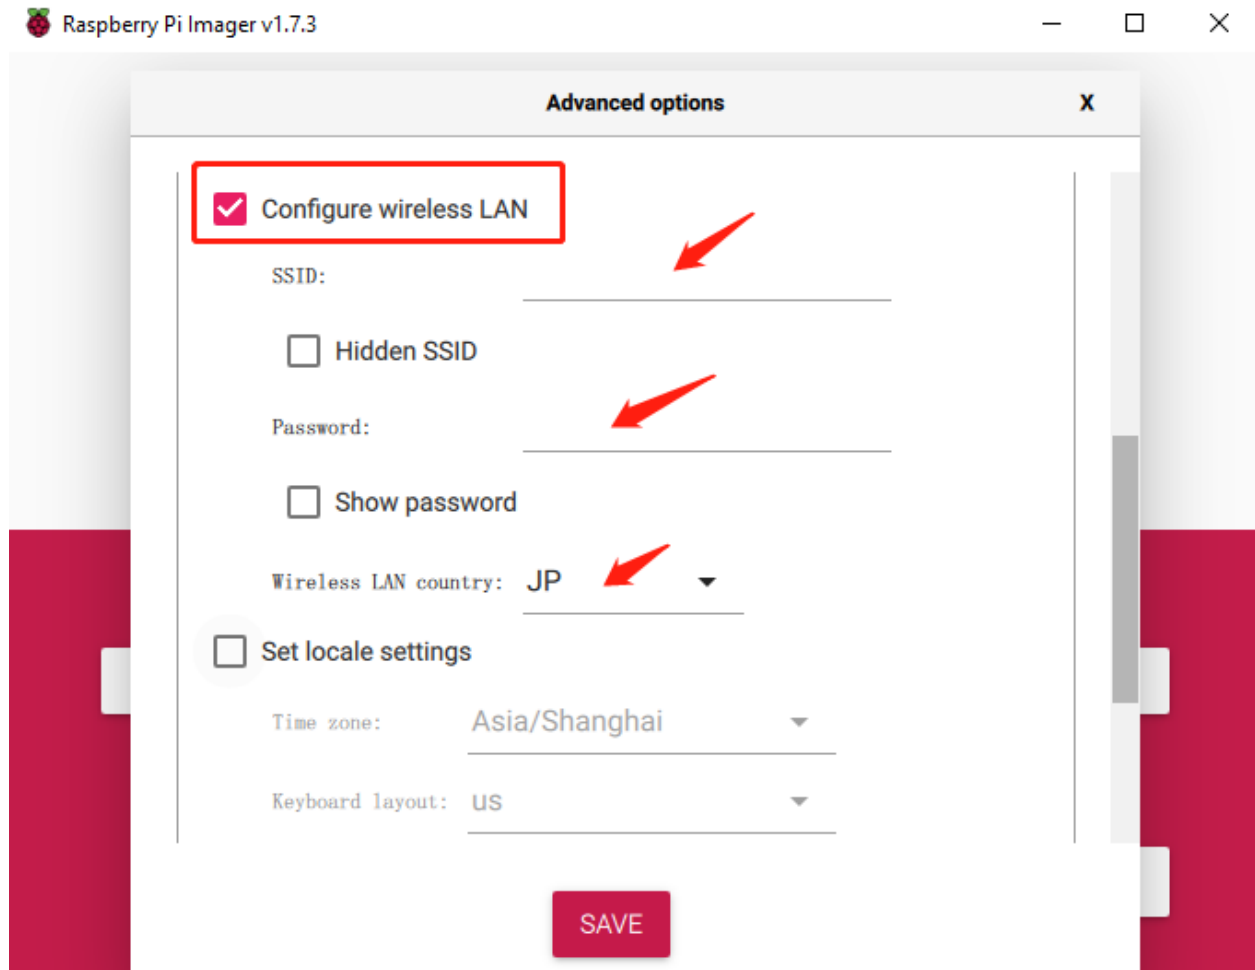 Raspberry Pi Imager v1.7.3
Advanced options X
Configure wireless LAN
SSID:
Hidden SSID
Password:
Show password
Wireless LAN country: JP
Set locale settings
Time zone: Asia/Shanghai
Keyboard layout: us
SAVE